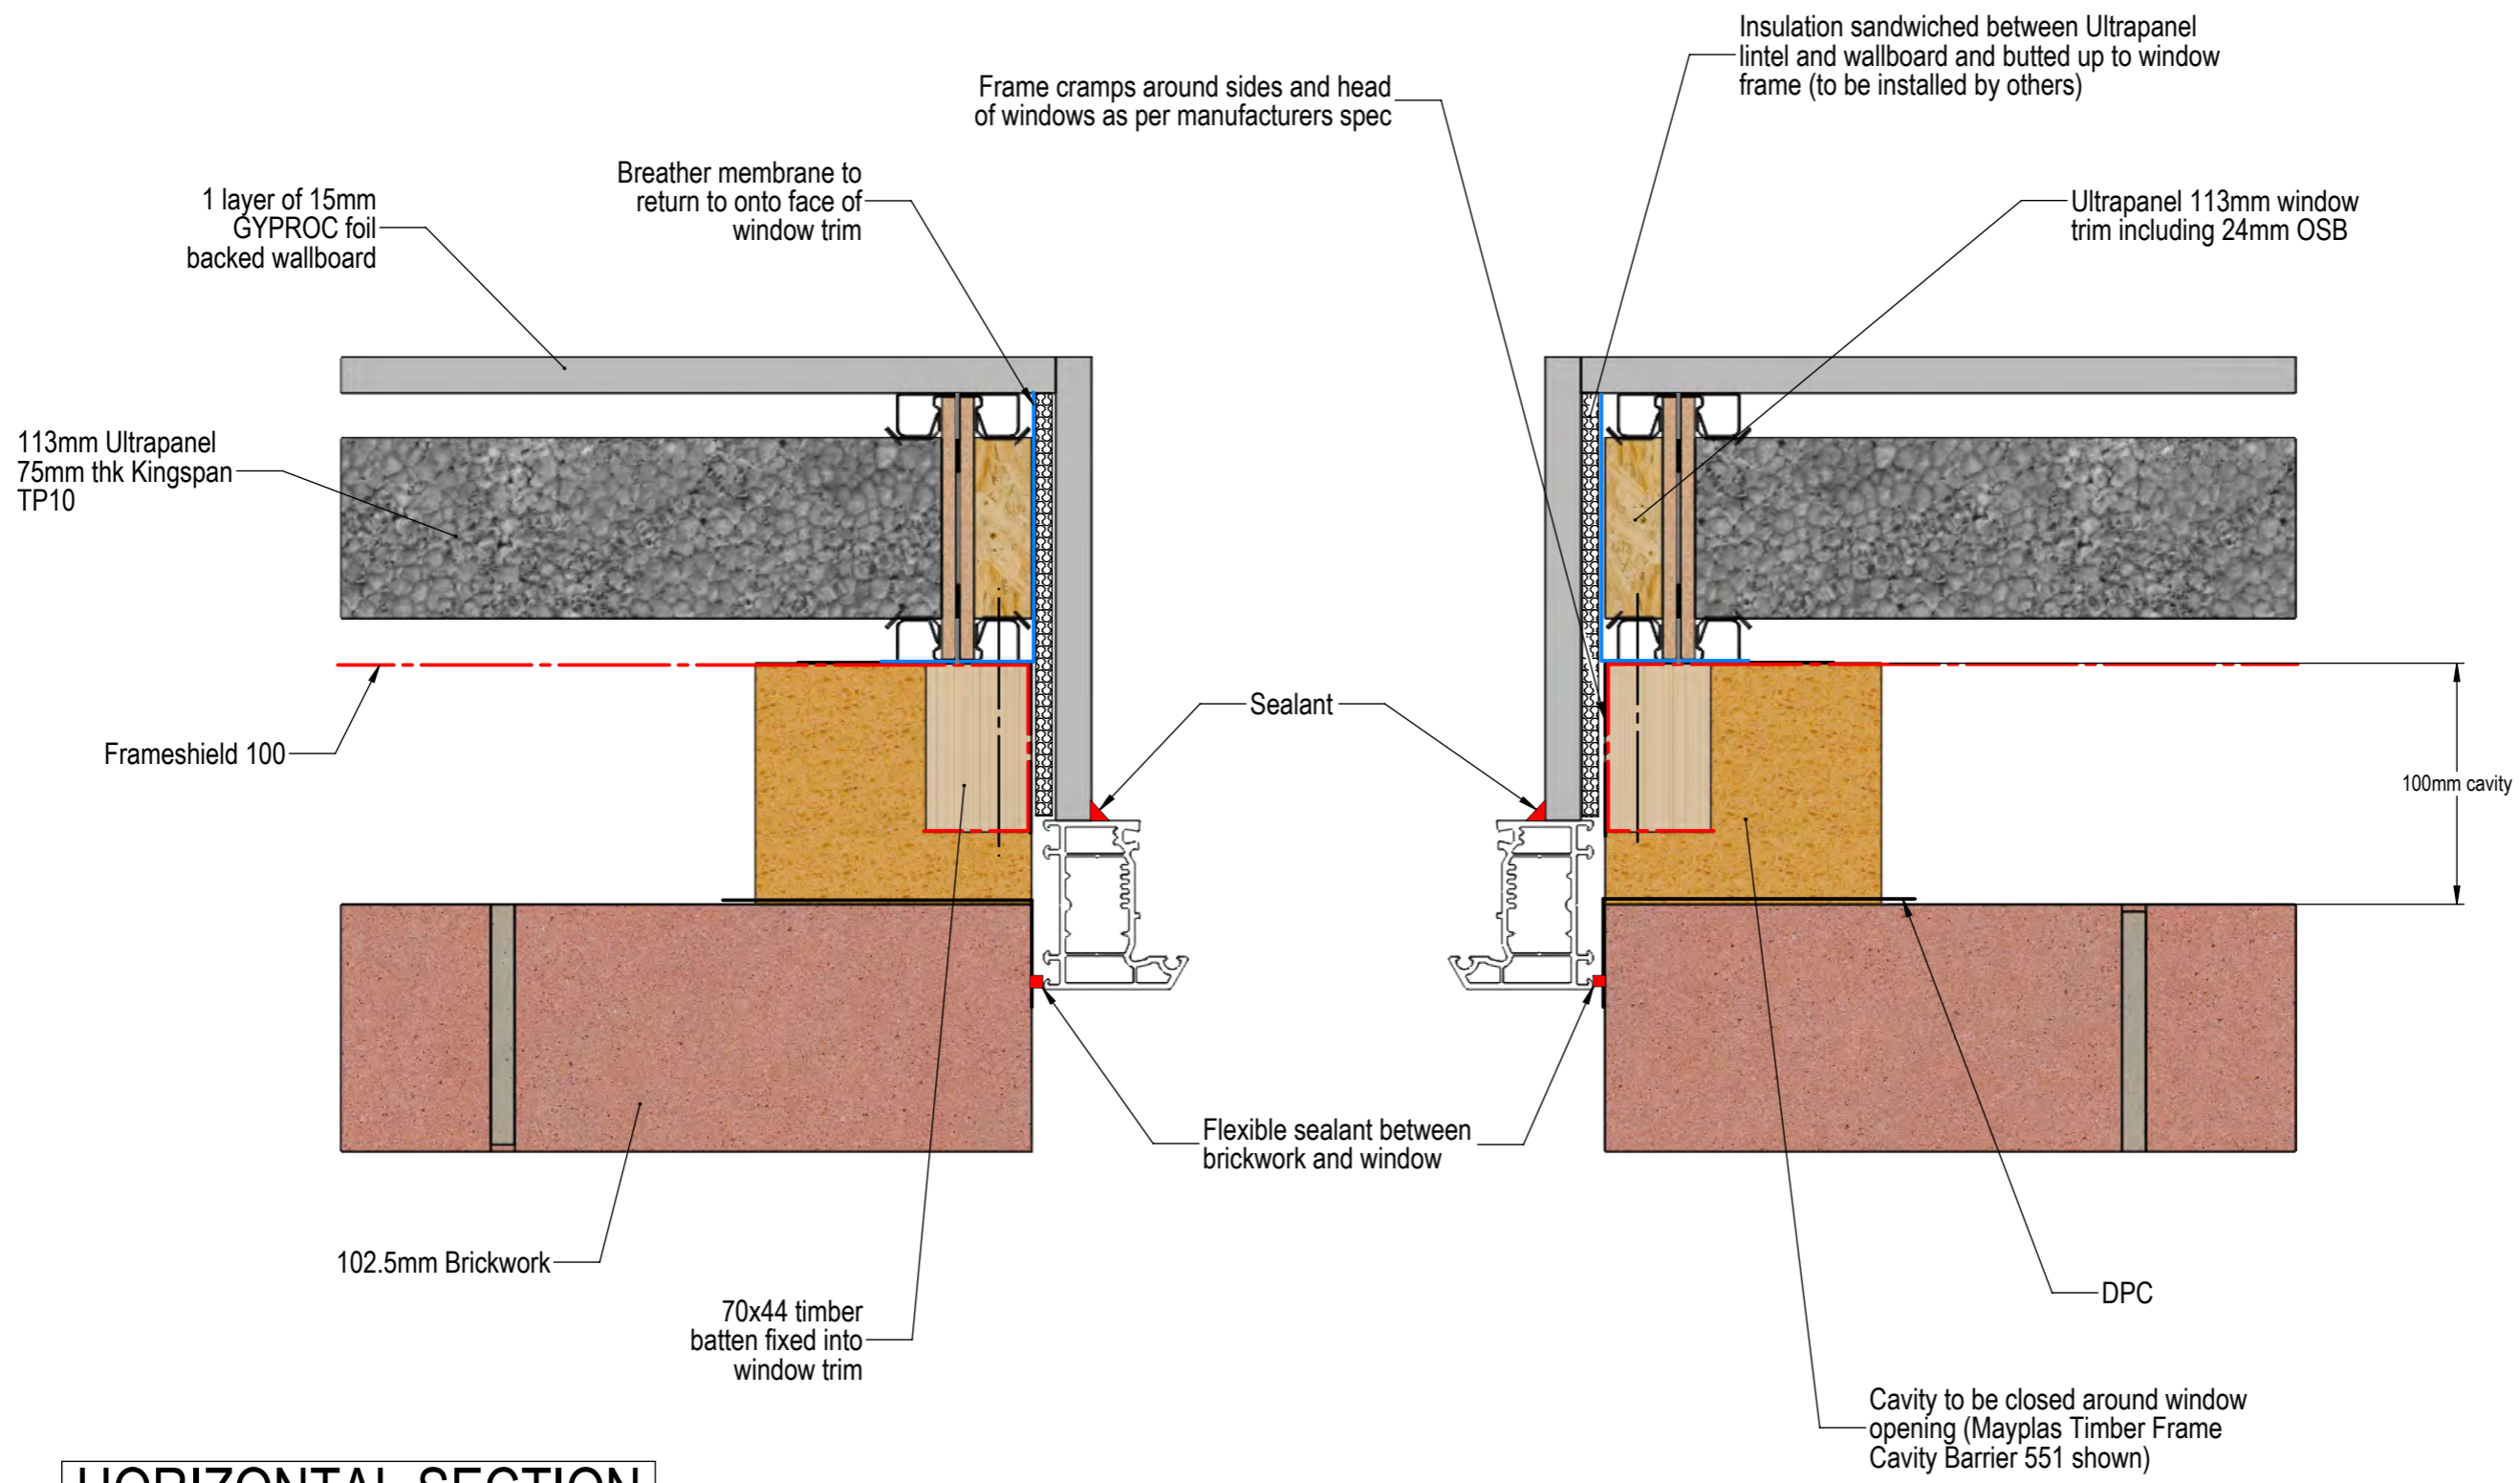 Insulation sandwiched between Ultrapanel
lintel and wallboard and butted up to window
frame (to be installed by others)
Frame cramps around sides and head
of windows as per manufacturers spec
Breather membrane to
return to onto face of
window trim
1 layer of 15mm
GYPROC foil
backed wallboard
Ultrapanel 113mm window
trim including 24mm OSB
113mm Ultrapanel
75mm thk Kingspan
TP10
Frameshield 100
Sealant
100mm cavity
Flexible sealant between
brickwork and window
102.5mm Brickwork
70x44 timber
batten fixed into
window trim
DPC
Cavity to be closed around window
opening (Mayplas Timber Frame
Cavity Barrier 551 shown)
HORIZONTAL SECTION